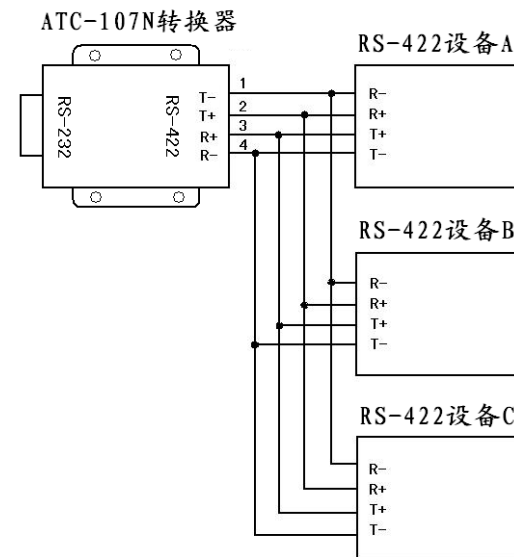 ATC-107N转换器
RS-232
RS-422
T-
T+
R+
R-
1
2
3
4
RS-422设备A
R-
R+
T+
T-
RS-422设备B
R-
R+
T+
T-
RS-422设备C
R-
R+
T+
T-